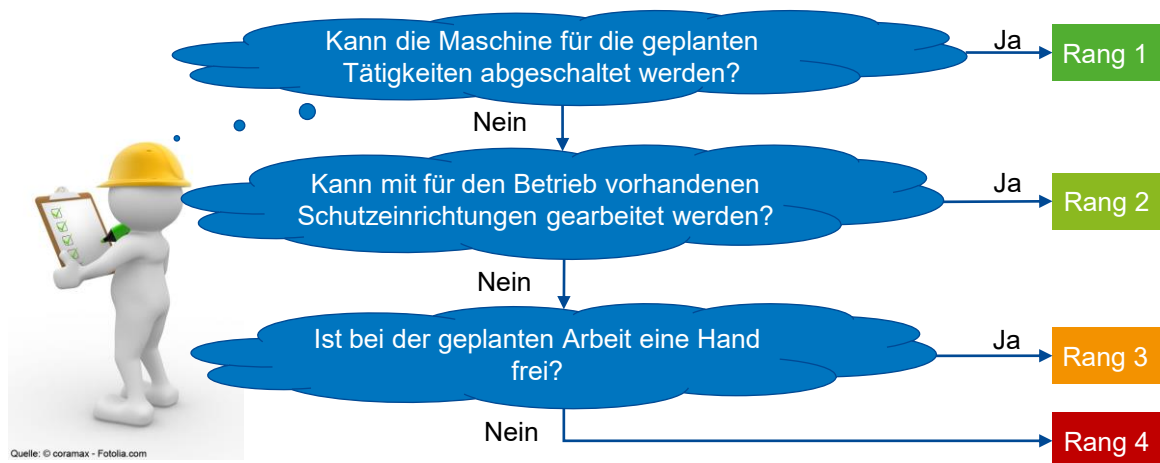 Kann die Maschine für die geplanten
Tätigkeiten abgeschaltet werden?
Ja
Rang 1
Nein
Kann mit für den Betrieb vorhandenen
Schutzeinrichtungen gearbeitet werden?
Ja
Rang 2
Nein
Ist bei der geplanten Arbeit eine Hand
frei?
Ja
Rang 3
Nein
Rang 4
Quelle: © coramax - Fotolia.com